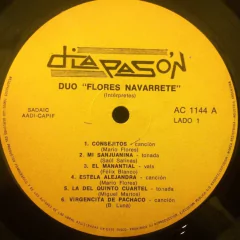 diapasón
DUO "FLORES NAVARRETE"
(Intérpretes)
SADAIC
AADI-CAPIF
AC 1144 A
LADO 1
1. CONSEJITOS - canción
(Mario Flores)
2. MI SANJUANINA - tonada
(Saúl Salinas)
3. EL MANANTIAL - vals
(Félix Blanco)
4. ESTELA ALEJANDRA - canción
(Mario Flores)
5. LA DEL QUINTO CUARTEL - tonada
(Miguel Martos)
6. VIRGENCITA DE PACHACO - canción
(B. Luna)